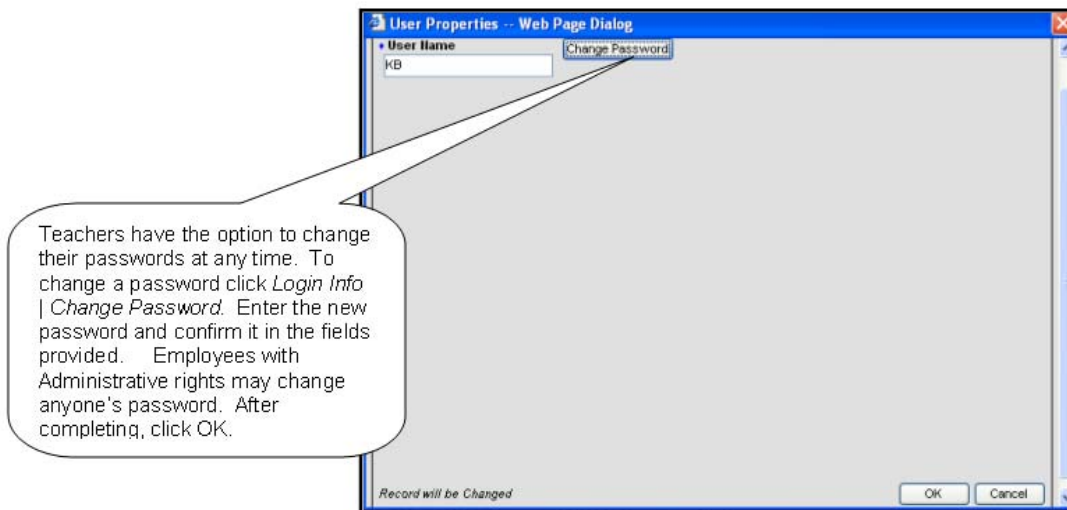 User Properties -- Web Page Dialog
User Name
Change Password
KB
Teachers have the option to change
their passwords at any time. To
change a password click Login Info
| Change Password. Enter the new
password and confirm it in the fields
provided. Employees with
Administrative rights may change
anyone's password. After
completing, click OK.
Record will be Changed
OK
Cancel